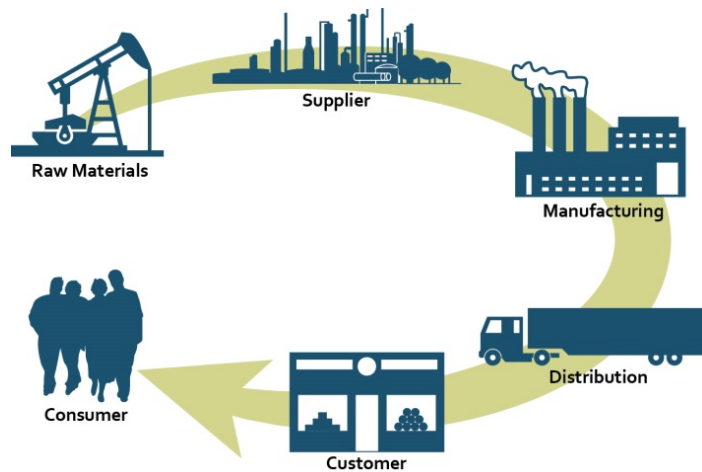 Supplier
Raw Materials
Manufacturing
Distribution
Customer
Consumer